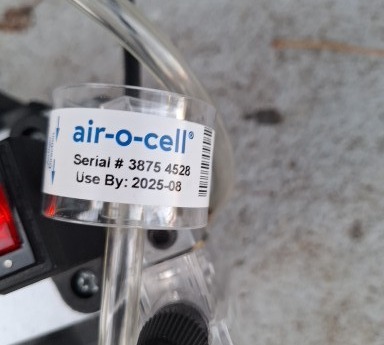 air-o-cell®
Serial # 3875 4528
Use By: 2025-08